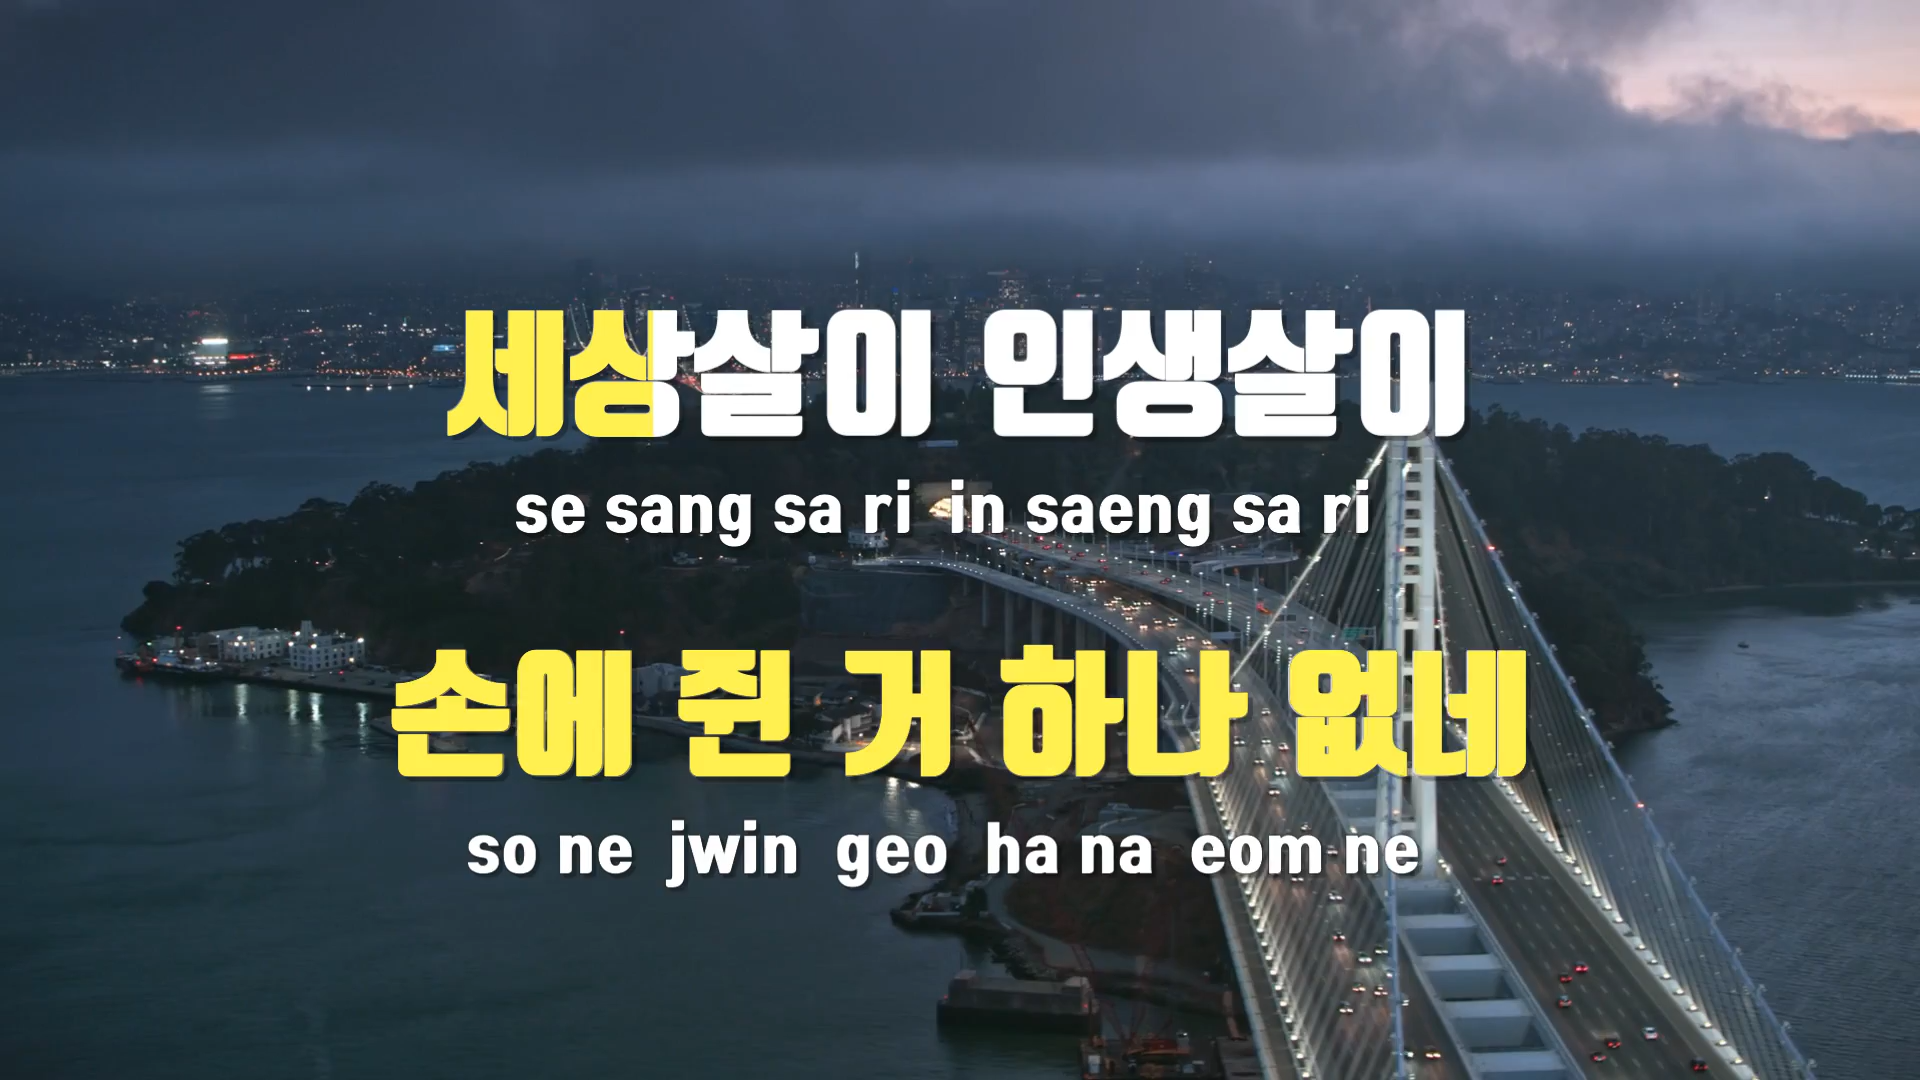 세상살이 인생살이
se sang sa ri in saeng sa ri
손에 쥔 거 하나 없네
so ne jwin geo ha na eom ne